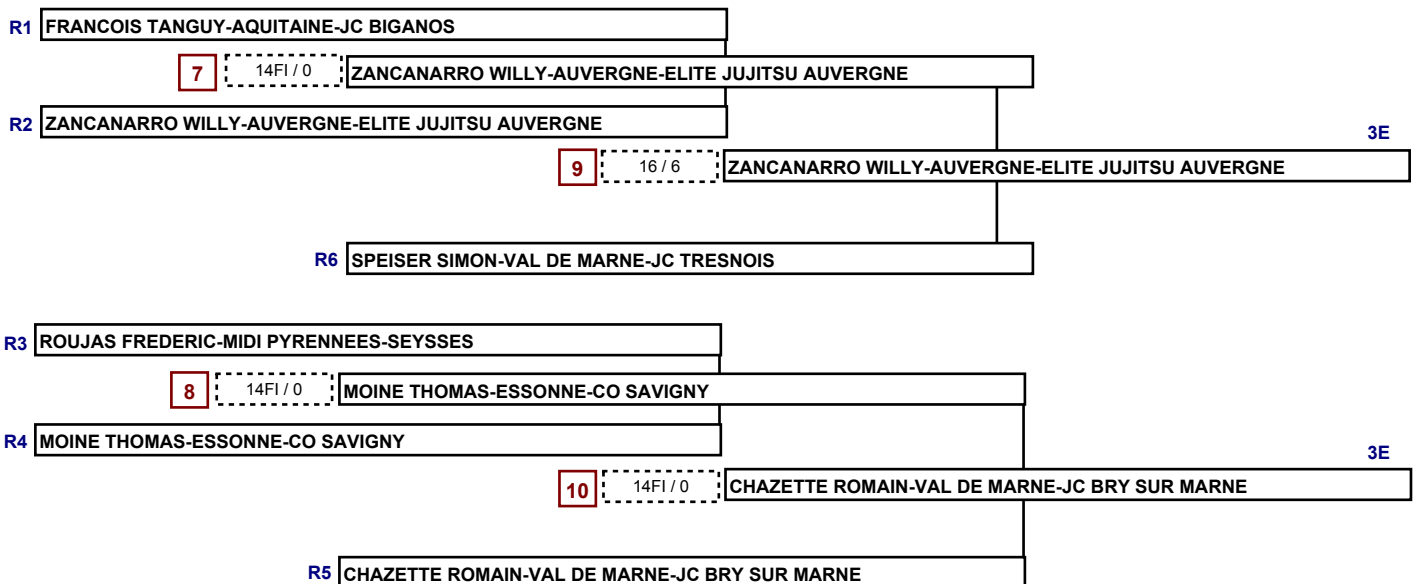 R1 FRANCOIS TANGUY-AQUITAINE-JC BIGANOS
7 14FI / 0 ZANCANARRO WILLY-AUVERGNE-ELITE JUJITSU AUVERGNE
R2 ZANCANARRO WILLY-AUVERGNE-ELITE JUJITSU AUVERGNE
3E
9 16 / 6 ZANCANARRO WILLY-AUVERGNE-ELITE JUJITSU AUVERGNE
R6 SPEISER SIMON-VAL DE MARNE-JC TRESNOIS
R3 ROUJAS FREDERIC-MIDI PYRENNEES-SEYSSES
8 14FI / 0 MOINE THOMAS-ESSONNE-CO SAVIGNY
R4 MOINE THOMAS-ESSONNE-CO SAVIGNY
3E
10 14FI / 0 CHAZETTE ROMAIN-VAL DE MARNE-JC BRY SUR MARNE
R5 CHAZETTE ROMAIN-VAL DE MARNE-JC BRY SUR MARNE